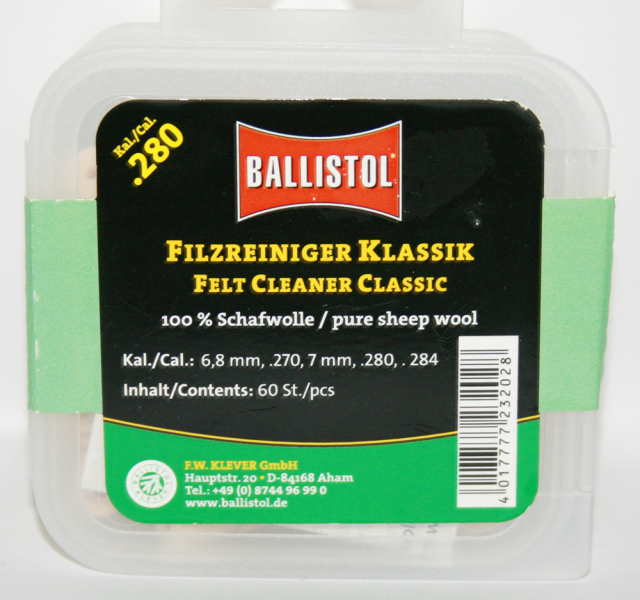 Kal./Cal.
.280
BALLISTOL
FILZREINIGER KLASSIK
FELT CLEANER CLASSIC
100 % Schafwolle / pure sheep wool
Kal./Cal.: 6,8 mm, .270, 7 mm, .280, . 284
Inhalt/Contents: 60 St./pcs
4 017777 232028
F.W. KLEVER GmbH
Hauptstr. 20 • D-84168 Aham
Tel.: +49 (0) 8744 96 99 0
www.ballistol.de